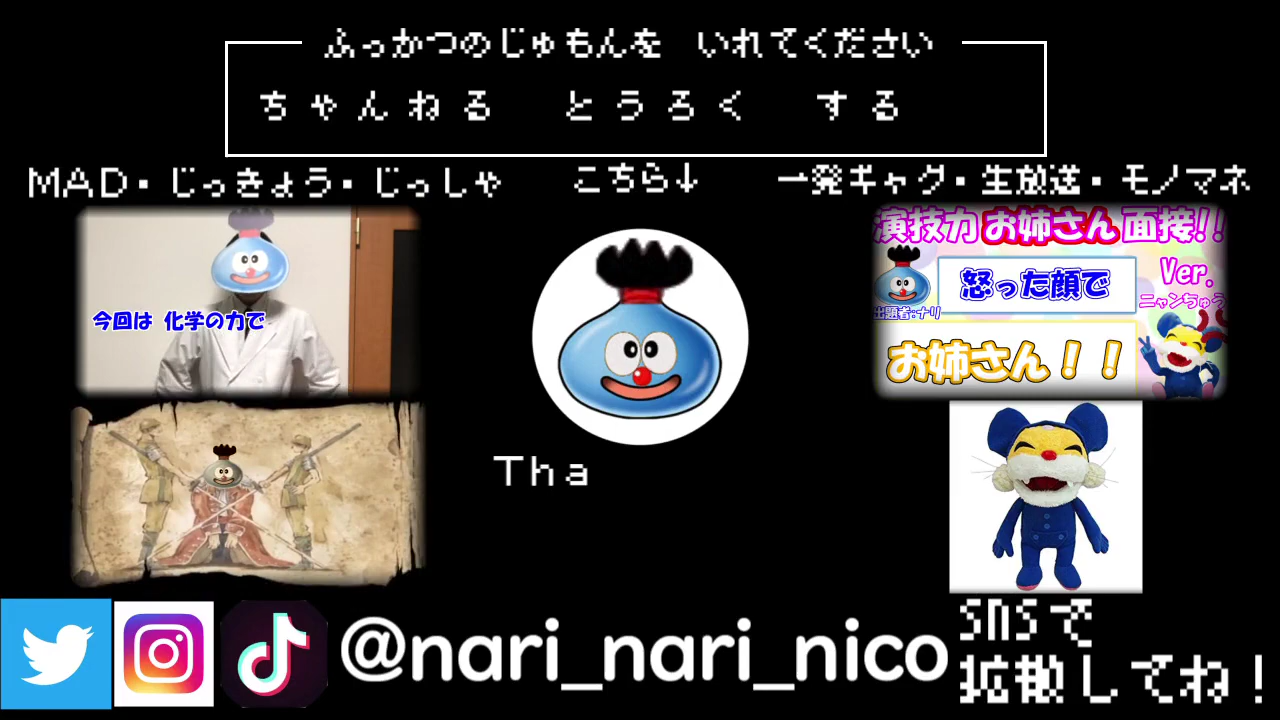 ふっかつのじゅもんを いれてください
ちゃんねる とうろく する
MAD・じっきょう・じっしゃ
こちら↓
一発ギャグ・生放送・モノマネ
今回は 化学の力で
演技力お姉さん面接!!
Ver.
ニャンちゅう
怒った顔で
出題者:ナリ
お姉さん！！
Tha
@nari_nari_nico
SNSで
拡散してね！